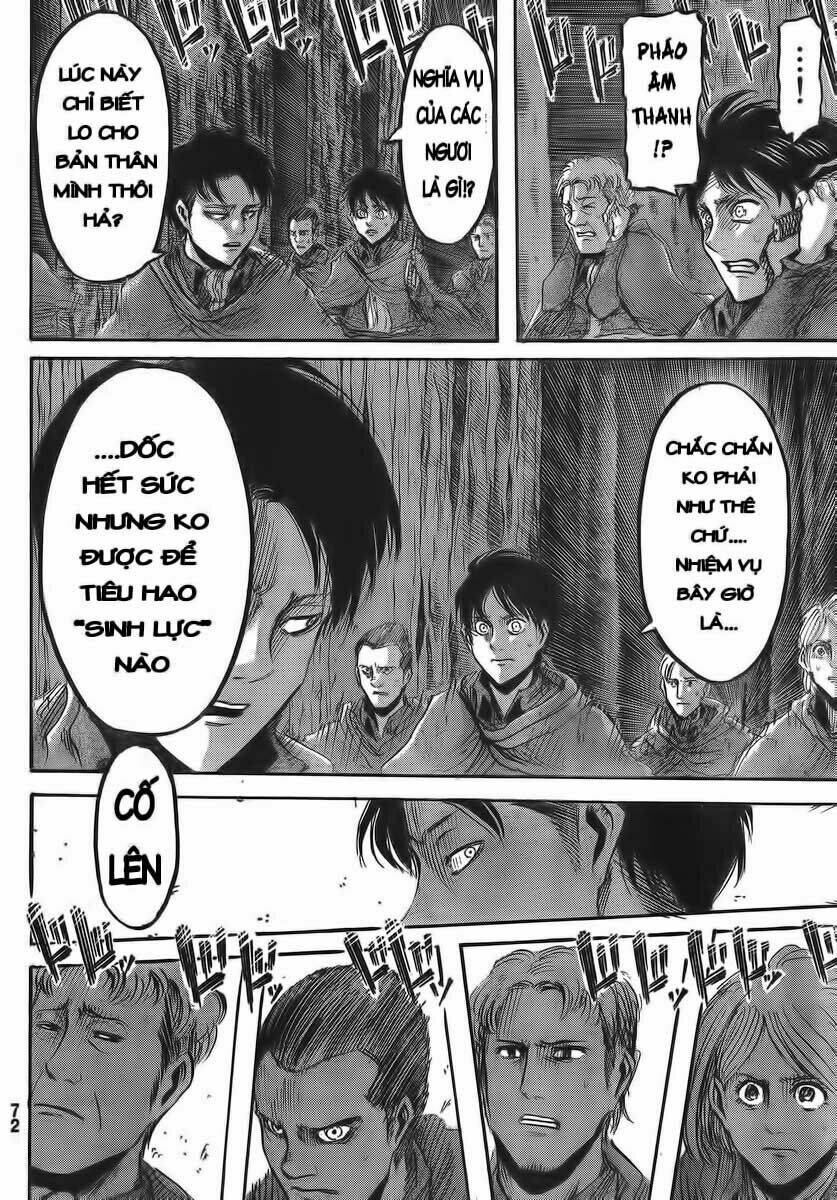 ....!
PHÁO
ÂM
THANH
!?
NGHĨA VỤ
CỦA CÁC
NGƯƠI
LÀ GÌ!?
LÚC NÀY
CHỈ BIẾT
LO CHO
BẢN THÂN
MÌNH THÔI
HẢ?
CHẮC CHẮN
KO PHẢI
NHƯ THÊ
CHỨ....
NHIỆM VỤ
BÂY GIỜ
LÀ...
....DỐC
HẾT SỨC
NHƯNG KO
ĐƯỢC ĐỂ
TIÊU HAO
"SINH LỰC"
NÀO
CỐ
LÊN
72